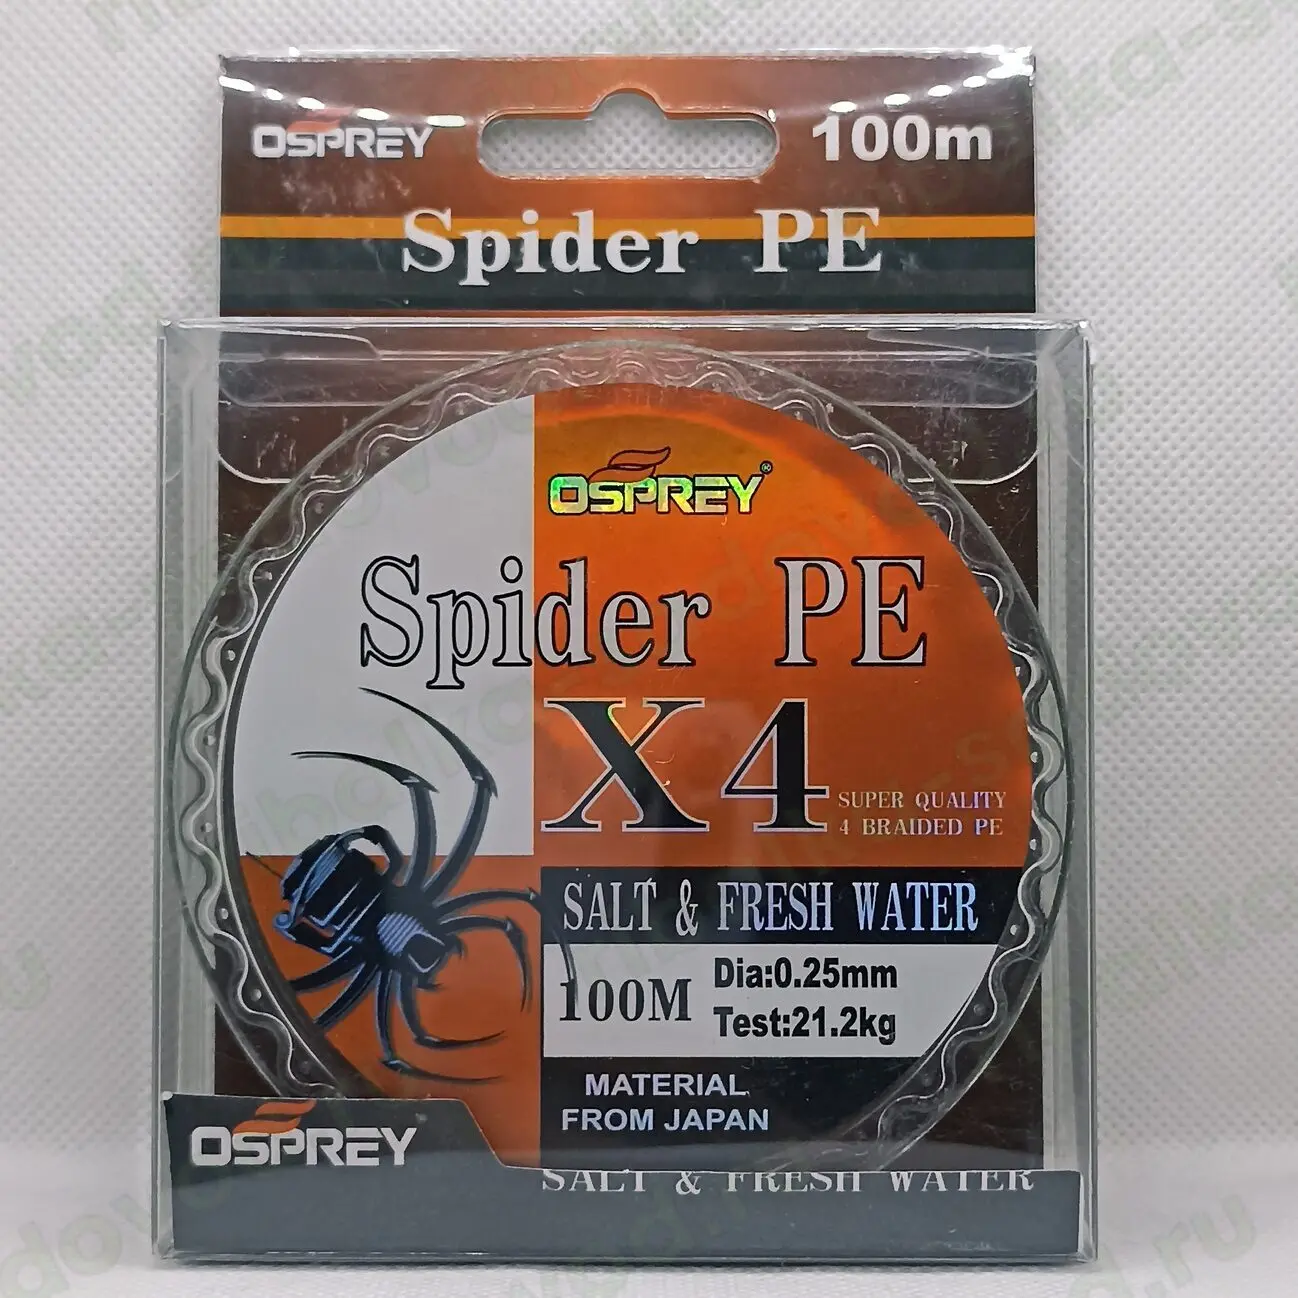 OSPREY
100m
Spider PE
OSPREY®
Spider PE
X4
SUPER QUALITY
4 BRAIDED PE
SALT & FRESH WATER
100M
Dia:0.25mm
Test:21.2kg
MATERIAL
FROM JAPAN
OSPREY
SALT & FRESH WATER